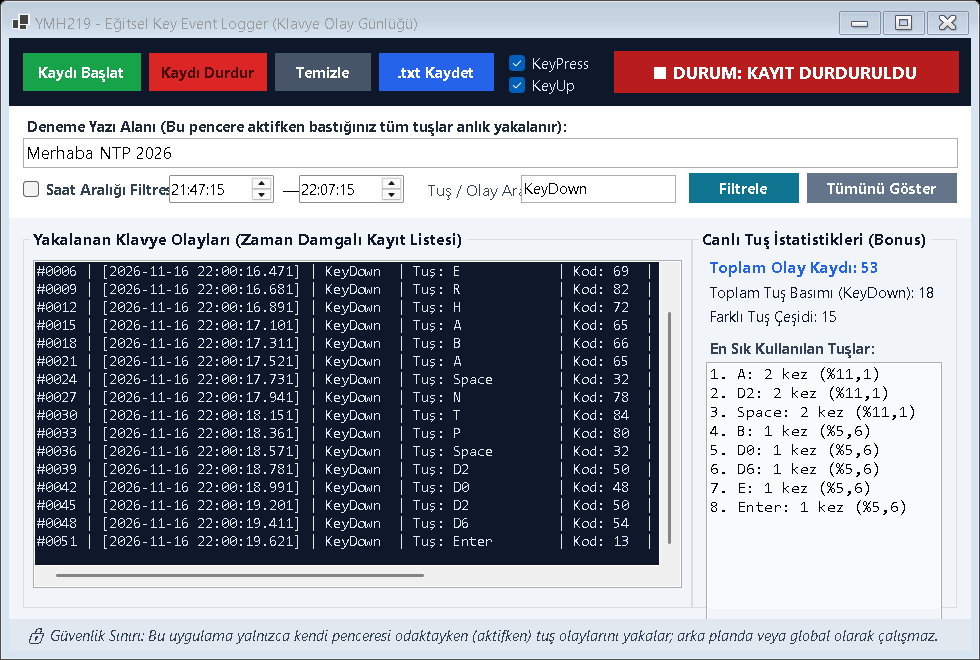 YMH219 - Eğitsel Key Event Logger (Klavye Olay Günlüğü)
Kaydı Başlat
Kaydı Durdur
Temizle
.txt Kaydet
KeyPress
KeyUp
■ DURUM: KAYIT DURDURULDU
Deneme Yazı Alanı (Bu pencere aktifken bastığınız tüm tuşlar anlık yakalanır):
Merhaba NTP 2026
Saat Aralığı Filtre: 21:47:15 — 22:07:15 Tuş / Olay Ara KeyDown Filtrele Tümünü Göster
Yakalanan Klavye Olayları (Zaman Damgalı Kayıt Listesi)
#0006 | [2026-11-16 22:00:16.471] | KeyDown | Tuş: E | Kod: 69 |
#0009 | [2026-11-16 22:00:16.681] | KeyDown | Tuş: R | Kod: 82 |
#0012 | [2026-11-16 22:00:16.891] | KeyDown | Tuş: H | Kod: 72 |
#0015 | [2026-11-16 22:00:17.101] | KeyDown | Tuş: A | Kod: 65 |
#0018 | [2026-11-16 22:00:17.311] | KeyDown | Tuş: B | Kod: 66 |
#0021 | [2026-11-16 22:00:17.521] | KeyDown | Tuş: A | Kod: 65 |
#0024 | [2026-11-16 22:00:17.731] | KeyDown | Tuş: Space | Kod: 32 |
#0027 | [2026-11-16 22:00:17.941] | KeyDown | Tuş: N | Kod: 78 |
#0030 | [2026-11-16 22:00:18.151] | KeyDown | Tuş: T | Kod: 84 |
#0033 | [2026-11-16 22:00:18.361] | KeyDown | Tuş: P | Kod: 80 |
#0036 | [2026-11-16 22:00:18.571] | KeyDown | Tuş: Space | Kod: 32 |
#0039 | [2026-11-16 22:00:18.781] | KeyDown | Tuş: D2 | Kod: 50 |
#0042 | [2026-11-16 22:00:18.991] | KeyDown | Tuş: D0 | Kod: 48 |
#0045 | [2026-11-16 22:00:19.201] | KeyDown | Tuş: D2 | Kod: 50 |
#0048 | [2026-11-16 22:00:19.411] | KeyDown | Tuş: D6 | Kod: 54 |
#0051 | [2026-11-16 22:00:19.621] | KeyDown | Tuş: Enter | Kod: 13 |
Canlı Tuş İstatistikleri (Bonus)
Toplam Olay Kaydı: 53
Toplam Tuş Basımı (KeyDown): 18
Farklı Tuş Çeşidi: 15
En Sık Kullanılan Tuşlar:
1. A: 2 kez (%11,1)
2. D2: 2 kez (%11,1)
3. Space: 2 kez (%11,1)
4. B: 1 kez (%5,6)
5. D0: 1 kez (%5,6)
6. D6: 1 kez (%5,6)
7. E: 1 kez (%5,6)
8. Enter: 1 kez (%5,6)
Güvenlik Sınırı: Bu uygulama yalnızca kendi penceresi odaktayken (aktifken) tuş olaylarını yakalar; arka planda veya global olarak çalışmaz.